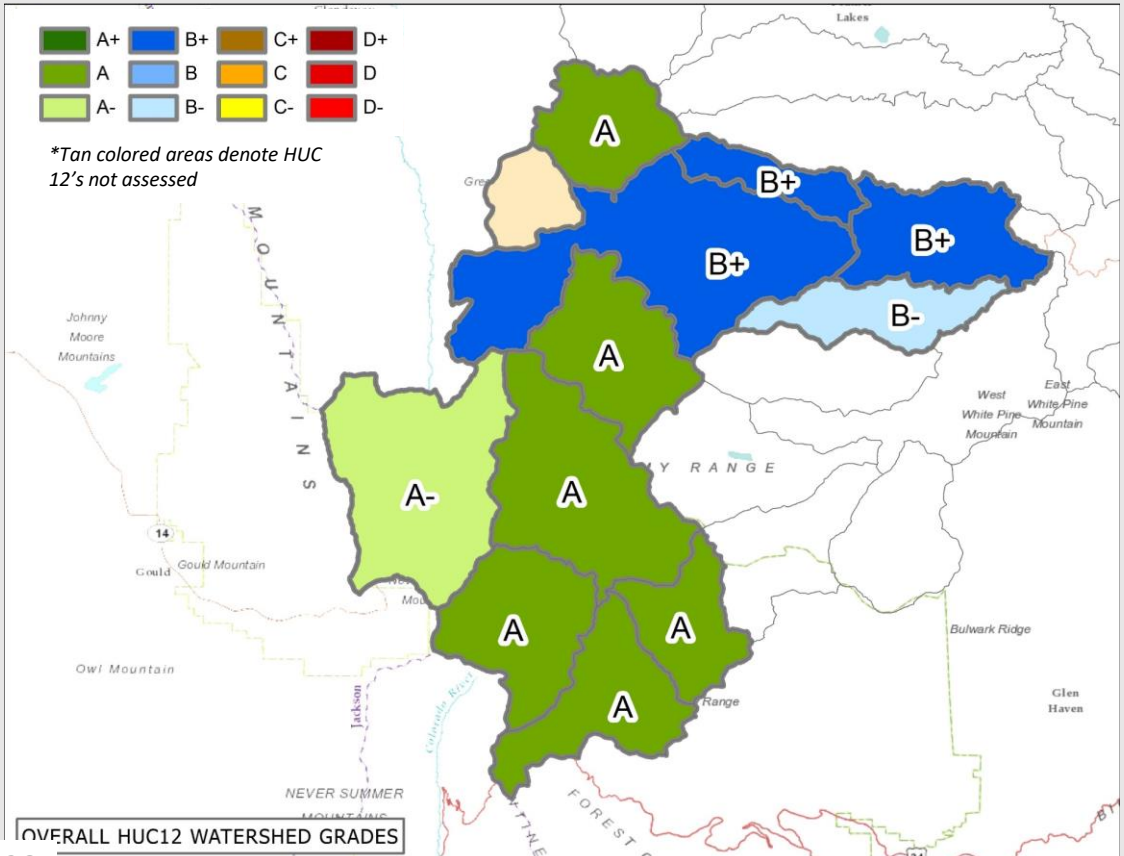 Lakes
A+ B+ C+ D+
A B C D
A- B- C- D-
*Tan colored areas denote HUC
12's not assessed
A
B+
B+
B+
B-
MOUNTAINS
Johnny
Moore
Mountains
A
East
White Pine
Mountain
West
White Pine
Mountain
Y RANGE
A-
A
14
Gould
Gould Mountain
Mou
A
A
Bulwark Ridge
Owl Mountain
Jackson
Colorado River
A
Range
Glen
Haven
NEVER SUMMER
MOUNTAINS
FOREST
OVERALL HUC12 WATERSHED GRADES